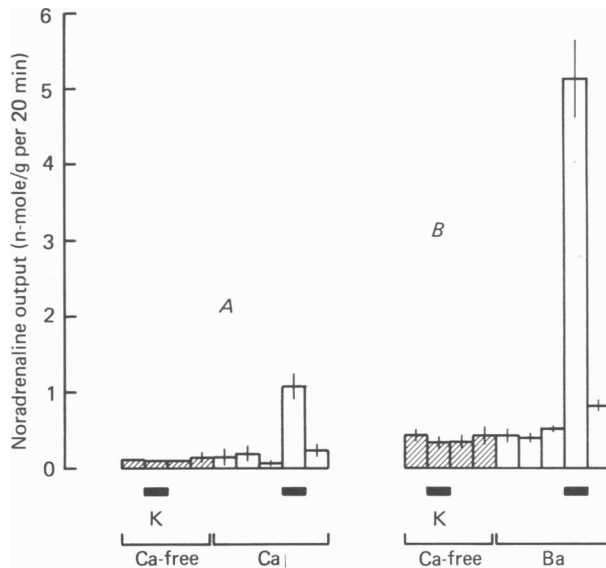 Noradrenaline output (n-mole/g per 20 min)
6
5
4
3
2
1
0
A
B
K
K
Ca-free
Ca
Ca-free
Ba